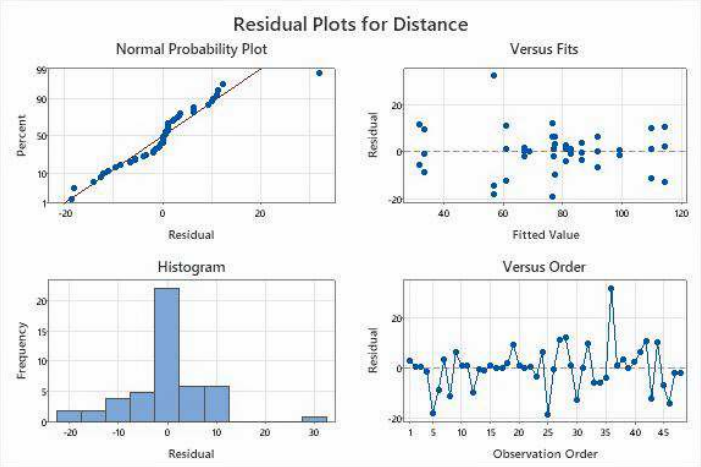 Residual Plots for Distance
Normal Probability Plot
Versus Fits
99
90
50
10
1
Percent
-20 0 20
Residual
20
0
-20
Residual
40 60 80 100 120
Fitted Value
Histogram
Versus Order
20
15
10
5
0
Frequency
-20 -10 0 10 20 30
Residual
20
0
-20
Residual
1 5 10 15 20 25 30 35 40 45
Observation Order